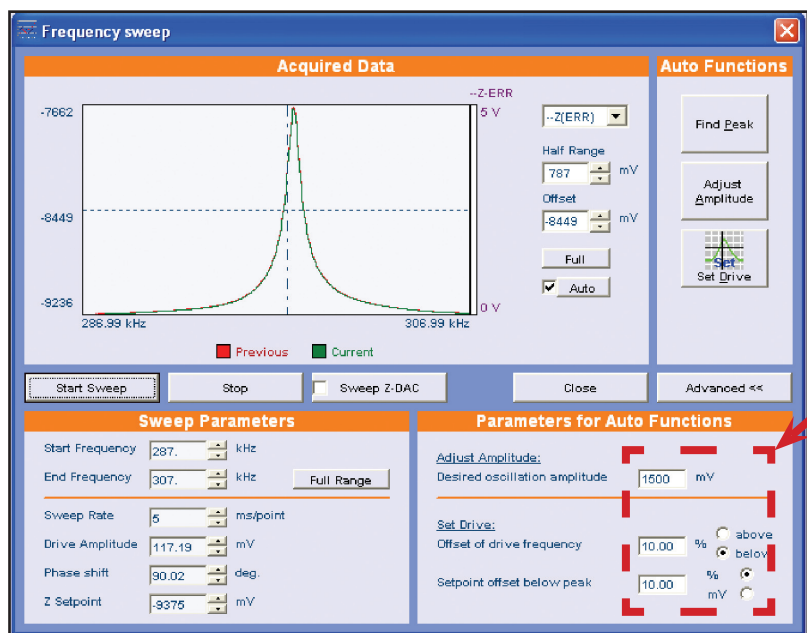 Frequency sweep
Acquired Data
Auto Functions
--Z-ERR
-7662
5 V
-8449
-9236
0 V
286.99 kHz
306.99 kHz
Previous
Current
--Z(ERR)
Half Range
787 mV
Offset
-8449 mV
Full
Auto
Find Peak
Adjust
Amplitude
Set
Set Drive
Start Sweep
Stop
Sweep Z-DAC
Close
Advanced <<
Sweep Parameters
Start Frequency 287. kHz
End Frequency 307. kHz
Full Range
Sweep Rate 5 ms/point
Drive Amplitude 117.19 mV
Phase shift 90.02 deg.
Z Setpoint -9375 mV
Parameters for Auto Functions
Adjust Amplitude:
Desired oscillation amplitude 1500 mV
Set Drive:
Offset of drive frequency 10.00 %
above
below
Setpoint offset below peak 10.00
%
mV